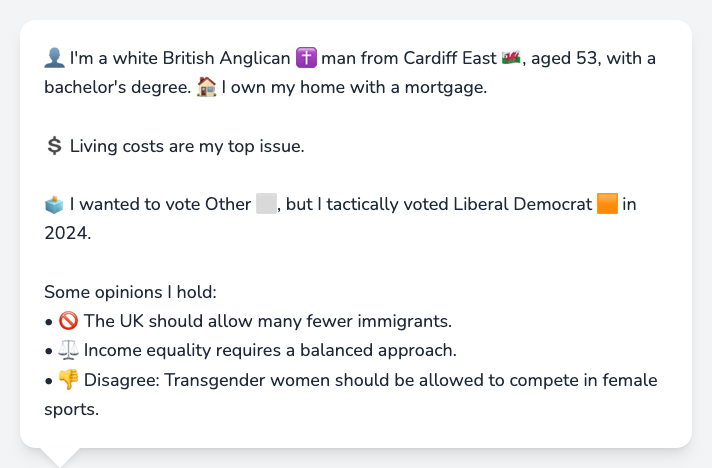 👤 I'm a white British Anglican ✝️ man from Cardiff East 🏴󠁧󠁢󠁷󠁬󠁳󠁿, aged 53, with a
bachelor's degree. 🏠 I own my home with a mortgage.
💲 Living costs are my top issue.
🗳️ I wanted to vote Other ⬜, but I tactically voted Liberal Democrat 🟧 in
2024.
Some opinions I hold:
• 🚫 The UK should allow many fewer immigrants.
• ⚖️ Income equality requires a balanced approach.
• 👎 Disagree: Transgender women should be allowed to compete in female
sports.